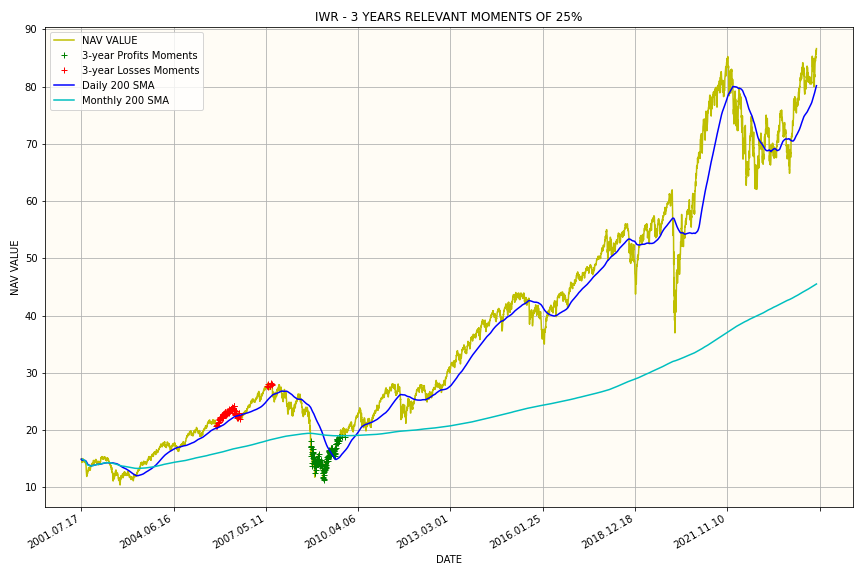 IWR - 3 YEARS RELEVANT MOMENTS OF 25%
NAV VALUE
3-year Profits Moments
3-year Losses Moments
Daily 200 SMA
Monthly 200 SMA
90
80
70
60
50
40
30
20
10
NAV VALUE
2001.07.17
2004.06.16
2007.05.11
2010.04.06
2013.03.01
2016.01.25
2018.12.18
2021.11.10
DATE